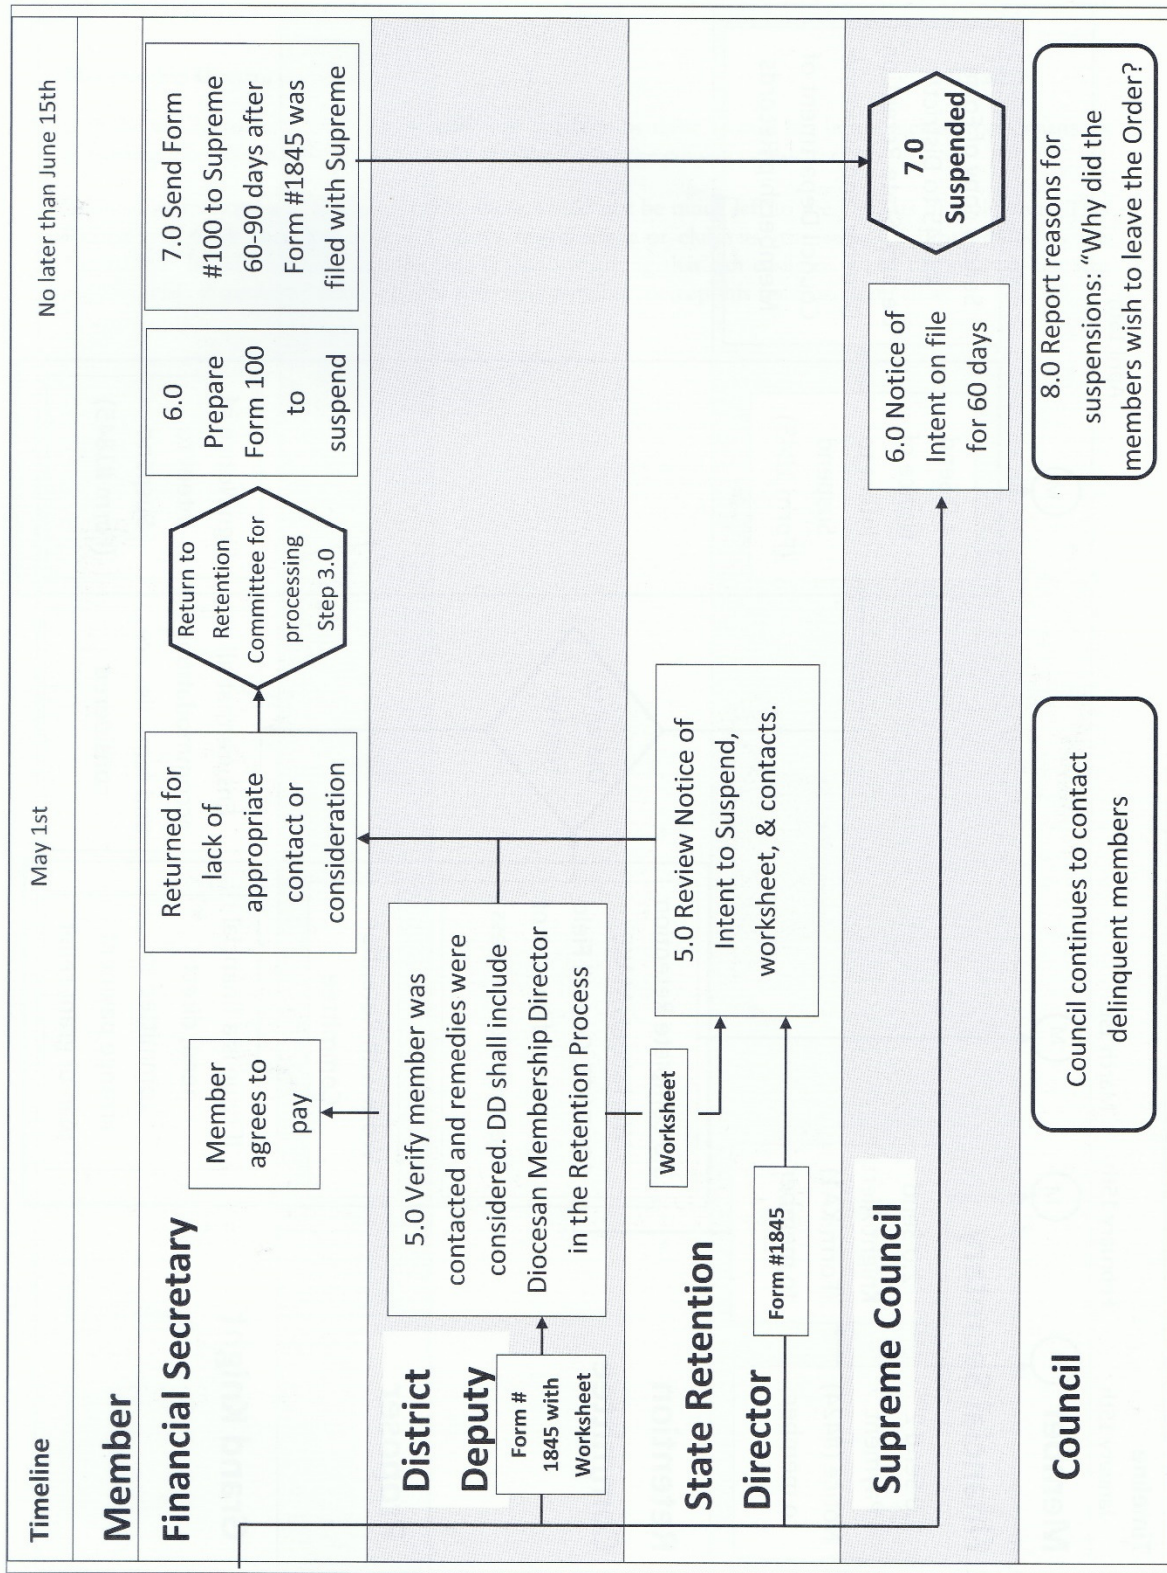 Timeline
May 1st
No later than June 15th
Member
Financial Secretary
Member
agrees to
pay
Returned for
lack of
appropriate
contact or
consideration
Return to
Retention
Committee for
processing
Step 3.0
6.0
Prepare
Form 100
to
suspend
7.0 Send Form
#100 to Supreme
60-90 days after
Form #1845 was
filed with Supreme
District
Deputy
Form #
1845 with
Worksheet
5.0 Verify member was
contacted and remedies were
considered. DD shall include
Diocesan Membership Director
in the Retention Process
State Retention
Director
Worksheet
Form #1845
5.0 Review Notice of
Intent to Suspend,
worksheet, & contacts.
Supreme Council
6.0 Notice of
Intent on file
for 60 days
7.0
Suspended
Council
Council continues to contact
delinquent members
8.0 Report reasons for
suspensions: “Why did the
members wish to leave the Order?